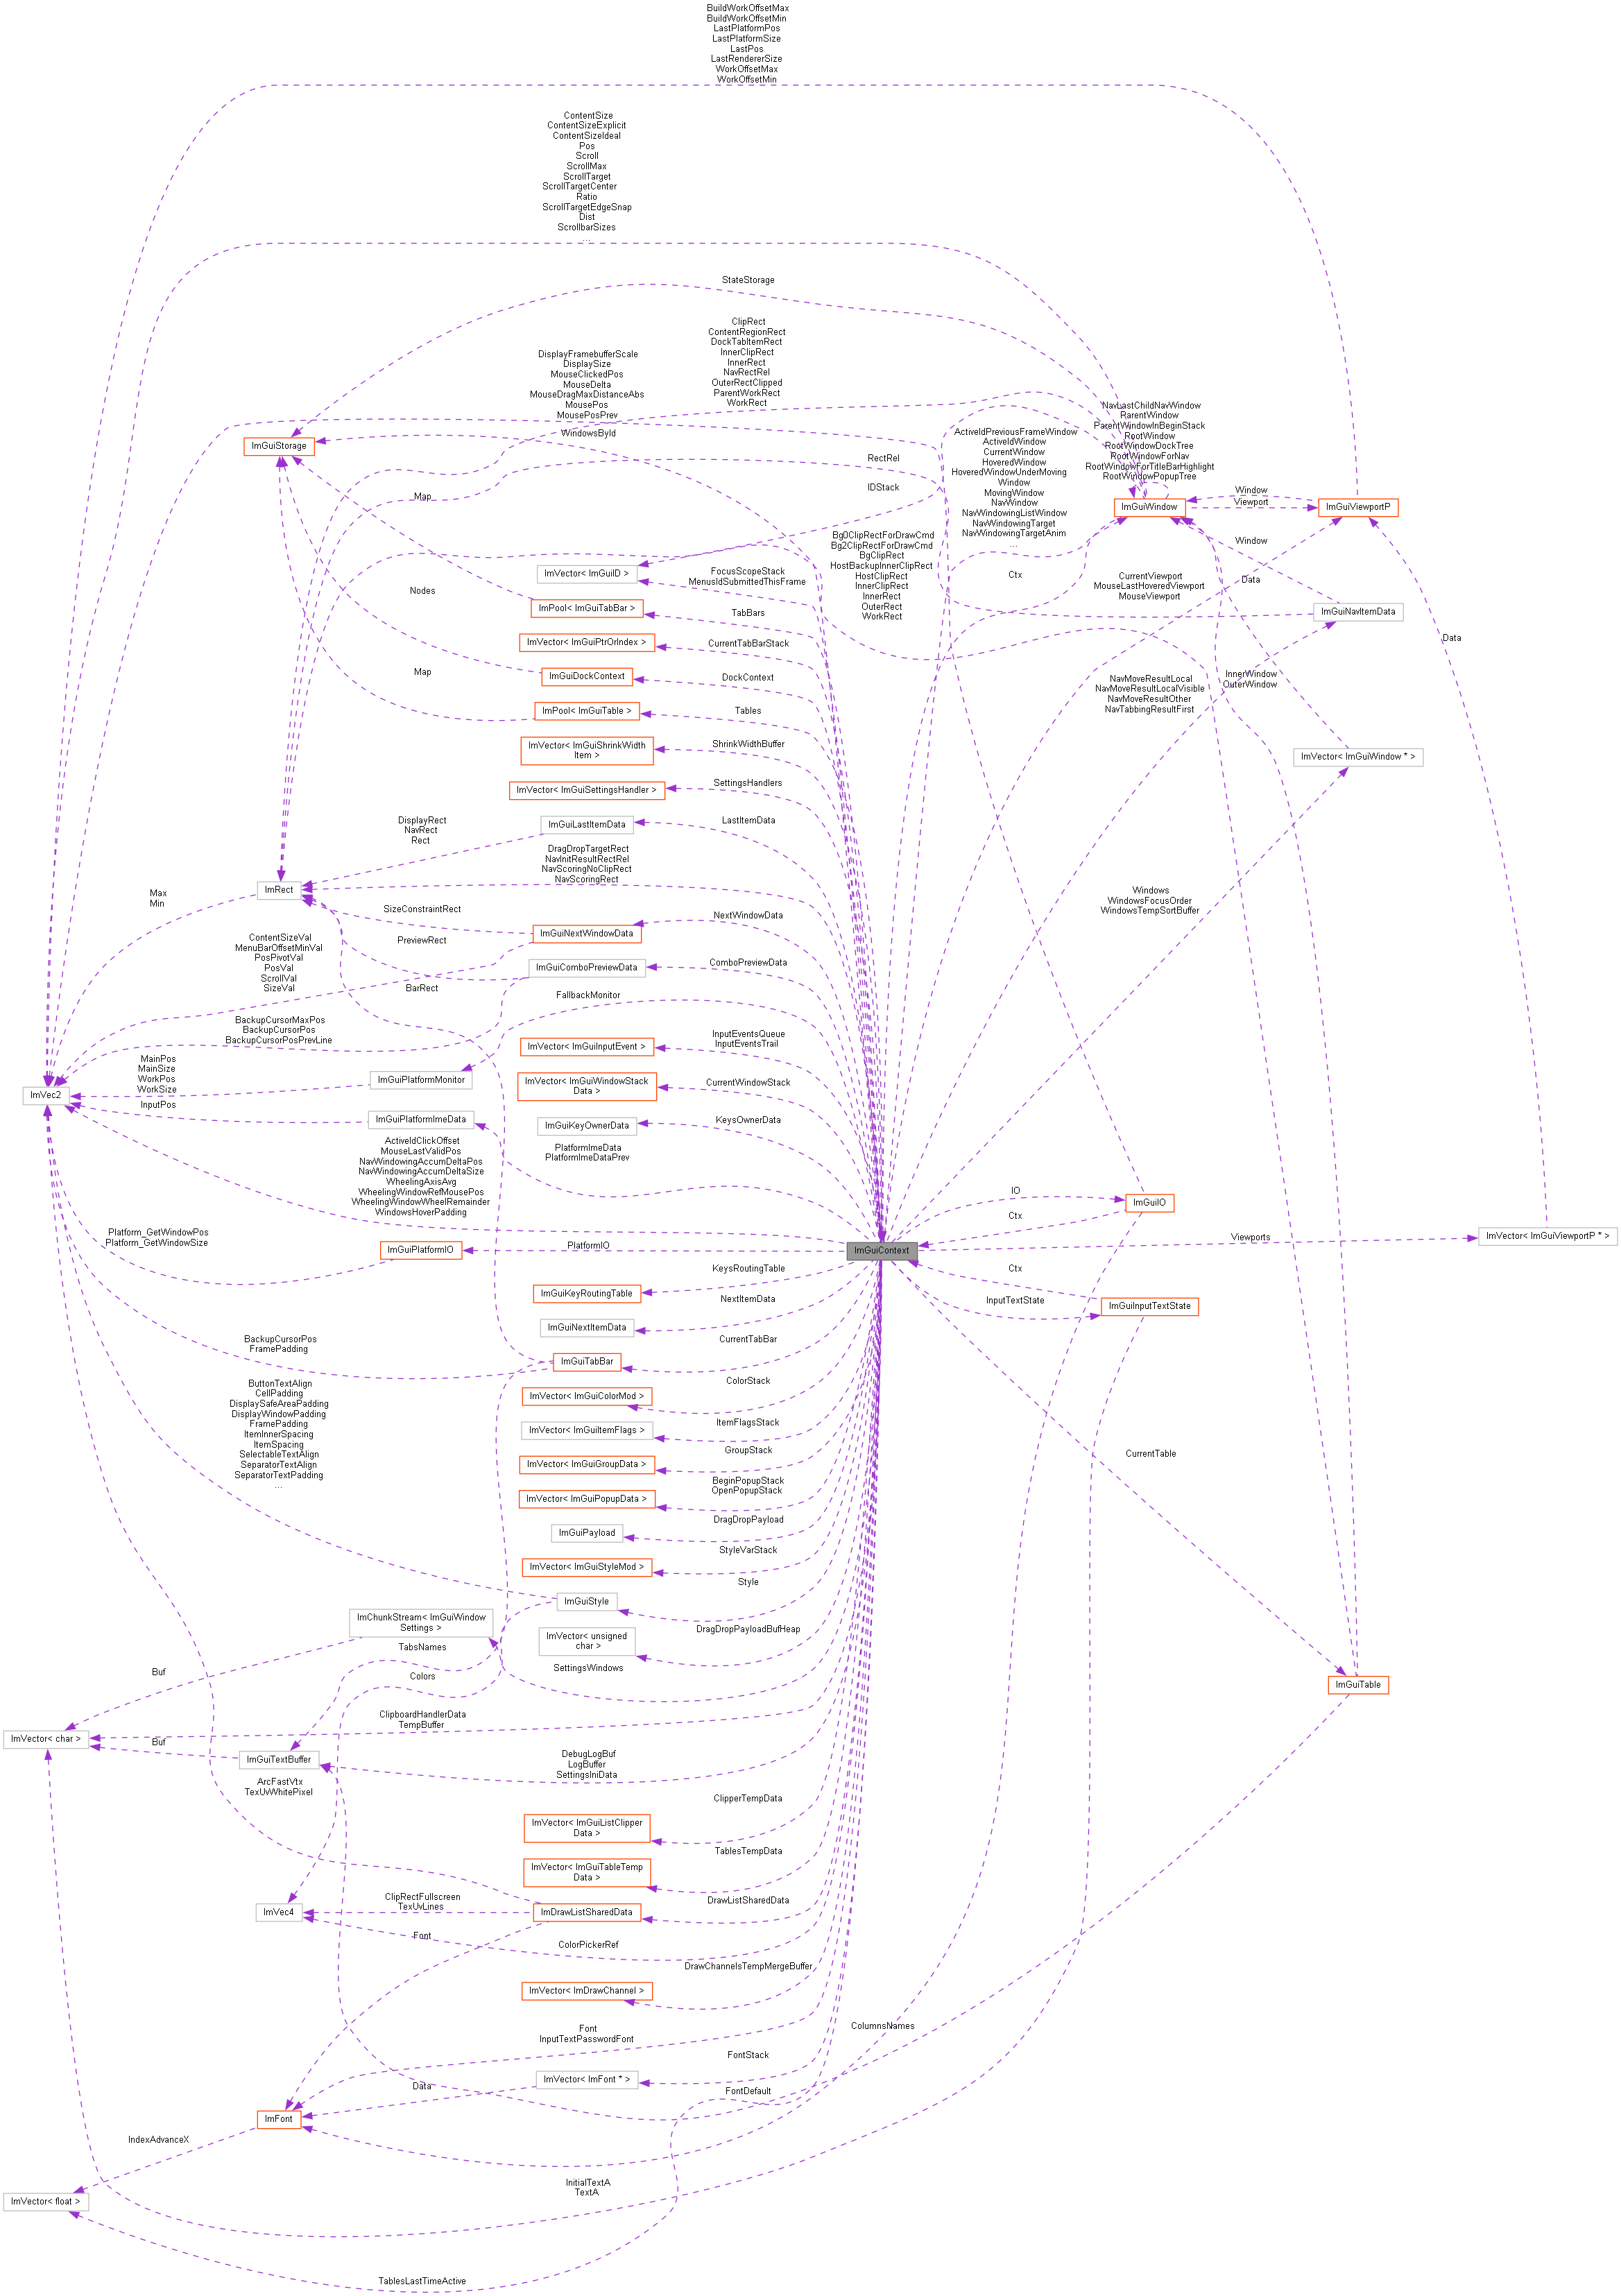 BuildWorkOffsetMax
BuildWorkOffsetMin
LastPlatformPos
LastPlatformSize
LastPos
LastRendererSize
WorkOffsetMax
WorkOffsetMin
ContentSize
ContentSizeExplicit
ContentSizeIdeal
Pos
Scroll
ScrollMax
ScrollTarget
ScrollTargetCenter
Ratio
ScrollTargetEdgeSnap
Dist
ScrollbarSizes
...
StateStorage
ClipRect
ContentRegionRect
DockTabItemRect
InnerClipRect
InnerRect
NavRectRel
OuterRectClipped
ParentWorkRect
WorkRect
DisplayFramebufferScale
DisplaySize
MouseClickedPos
MouseDelta
MouseDragMaxDistanceAbs
MousePos
MousePosPrev
NavLastChildNavWindow
ParentWindow
ParentWindowInBeginStack
RootWindow
RootWindowDockTree
RootWindowForNav
RootWindowForTitleBarHighlight
RootWindowPopupTree
ImGuiStorage
WindowsById
RectRel
IDStack
Map
ActiveIdPreviousFrameWindow
ActiveIdWindow
CurrentWindow
HoveredWindow
HoveredWindowUnderMoving
Window
MovingWindow
NavWindow
NavWindowingListWindow
NavWindowingTarget
NavWindowingTargetAnim
...
ImGuiWindow
Window
Viewport
ImGuiViewportP
Bg0ClipRectForDrawCmd
Bg2ClipRectForDrawCmd
BgClipRect
HostBackupInnerClipRect
HostClipRect
InnerClipRect
InnerRect
OuterRect
WorkRect
Window
ImVector< ImGuiID >
FocusScopeStack
MenusIdSubmittedThisFrame
Ctx
CurrentViewport
MouseLastHoveredViewport
MouseViewport
Data
Nodes
ImPool< ImGuiTabBar >
TabBars
ImGuiNavItemData
ImVector< ImGuiPtrOrIndex >
CurrentTabBarStack
Data
Map
ImGuiDockContext
DockContext
NavMoveResultLocal
NavMoveResultLocalVisible
NavMoveResultOther
NavTabbingResultFirst
InnerWindow
OuterWindow
ImPool< ImGuiTable >
Tables
ImVector< ImGuiShrinkWidth
Item >
ShrinkWidthBuffer
ImVector< ImGuiWindow * >
ImVector< ImGuiSettingsHandler >
SettingsHandlers
DisplayRect
NavRect
Rect
ImGuiLastItemData
LastItemData
DragDropTargetRect
NavInitResultRectRel
NavScoringNoClipRect
NavScoringRect
ImRect
Max
Min
Windows
WindowsFocusOrder
WindowsTempSortBuffer
SizeConstraintRect
ImGuiNextWindowData
NextWindowData
PreviewRect
ContentSizeVal
MenuBarOffsetMinVal
PosPivotVal
PosVal
ScrollVal
SizeVal
BarRect
ImGuiComboPreviewData
ComboPreviewData
FallbackMonitor
BackupCursorMaxPos
BackupCursorPos
BackupCursorPosPrevLine
ImVector< ImGuiInputEvent >
InputEventsQueue
InputEventsTrail
MainPos
MainSize
WorkPos
WorkSize
ImGuiPlatformMonitor
ImVector< ImGuiWindowStack
Data >
CurrentWindowStack
ImVec2
InputPos
ImGuiPlatformImeData
ImGuiKeyOwnerData
KeysOwnerData
PlatformImeData
PlatformImeDataPrev
ActiveIdClickOffset
MouseLastValidPos
NavWindowingAccumDeltaPos
NavWindowingAccumDeltaSize
WheelingAxisAvg
WheelingWindowRefMousePos
WheelingWindowWheelRemainder
WindowsHoverPadding
IO
ImGuiIO
Ctx
Platform_GetWindowPos
Platform_GetWindowSize
ImGuiPlatformIO
PlatformIO
ImGuiContext
Viewports
ImVector< ImGuiViewportP * >
ImGuiKeyRoutingTable
KeysRoutingTable
Ctx
InputTextState
ImGuiInputTextState
ImGuiNextItemData
NextItemData
BackupCursorPos
FramePadding
ImGuiTabBar
CurrentTabBar
ButtonTextAlign
CellPadding
DisplaySafeAreaPadding
DisplayWindowPadding
FramePadding
ItemInnerSpacing
ItemSpacing
SelectableTextAlign
SeparatorTextAlign
SeparatorTextPadding
...
ImVector< ImGuiColorMod >
ColorStack
ImVector< ImGuiItemFlags >
ItemFlagsStack
ImVector< ImGuiGroupData >
GroupStack
CurrentTable
ImVector< ImGuiPopupData >
BeginPopupStack
OpenPopupStack
ImGuiPayload
DragDropPayload
ImVector< ImGuiStyleMod >
StyleVarStack
ImGuiStyle
Style
ImChunkStream< ImGuiWindow
Settings >
ImVector< unsigned
char >
DragDropPayloadBufHeap
TabsNames
Buf
Colors
SettingsWindows
ImGuiTable
ImVector< char >
ClipboardHandlerData
TempBuffer
Buf
ImGuiTextBuffer
DebugLogBuf
LogBuffer
SettingsIniData
ArcFastVtx
TexUvWhitePixel
ImVector< ImGuiListClipper
Data >
ClipperTempData
ImVector< ImGuiTableTemp
Data >
TablesTempData
ImVec4
ClipRectFullscreen
TexUvLines
ImDrawListSharedData
DrawListSharedData
Font
ColorPickerRef
ImVector< ImDrawChannel >
DrawChannelsTempMergeBuffer
Font
InputTextPasswordFont
ColumnsNames
ImVector< ImFont * >
FontStack
Data
FontDefault
ImFont
IndexAdvanceX
ImVector< float >
InitialTextA
TextA
TablesLastTimeActive